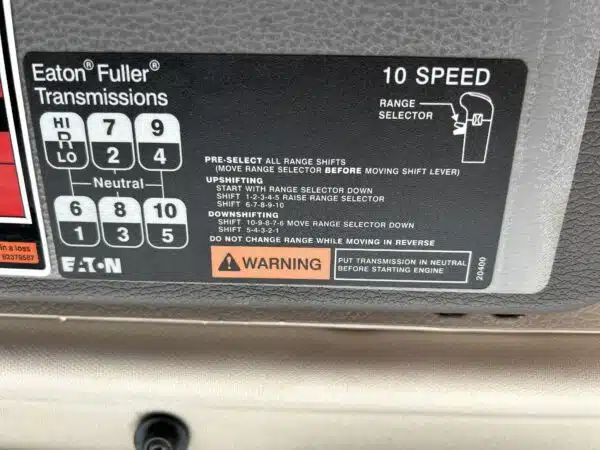 Eaton® Fuller®
Transmissions
10 SPEED
RANGE
SELECTOR
HI 7 9
R
LO 2 4
Neutral
6 8 10
1 3 5
EATON
PRE-SELECT ALL RANGE SHIFTS
(MOVE RANGE SELECTOR BEFORE MOVING SHIFT LEVER)
UPSHIFTING
START WITH RANGE SELECTOR DOWN
SHIFT 1-2-3-4-5 RAISE RANGE SELECTOR
SHIFT 6-7-8-9-10
DOWNSHIFTING
SHIFT 10-9-8-7-6 MOVE RANGE SELECTOR DOWN
SHIFT 5-4-3-2-1
DO NOT CHANGE RANGE WHILE MOVING IN REVERSE
WARNING
PUT TRANSMISSION IN NEUTRAL
BEFORE STARTING ENGINE
20400
in a loss